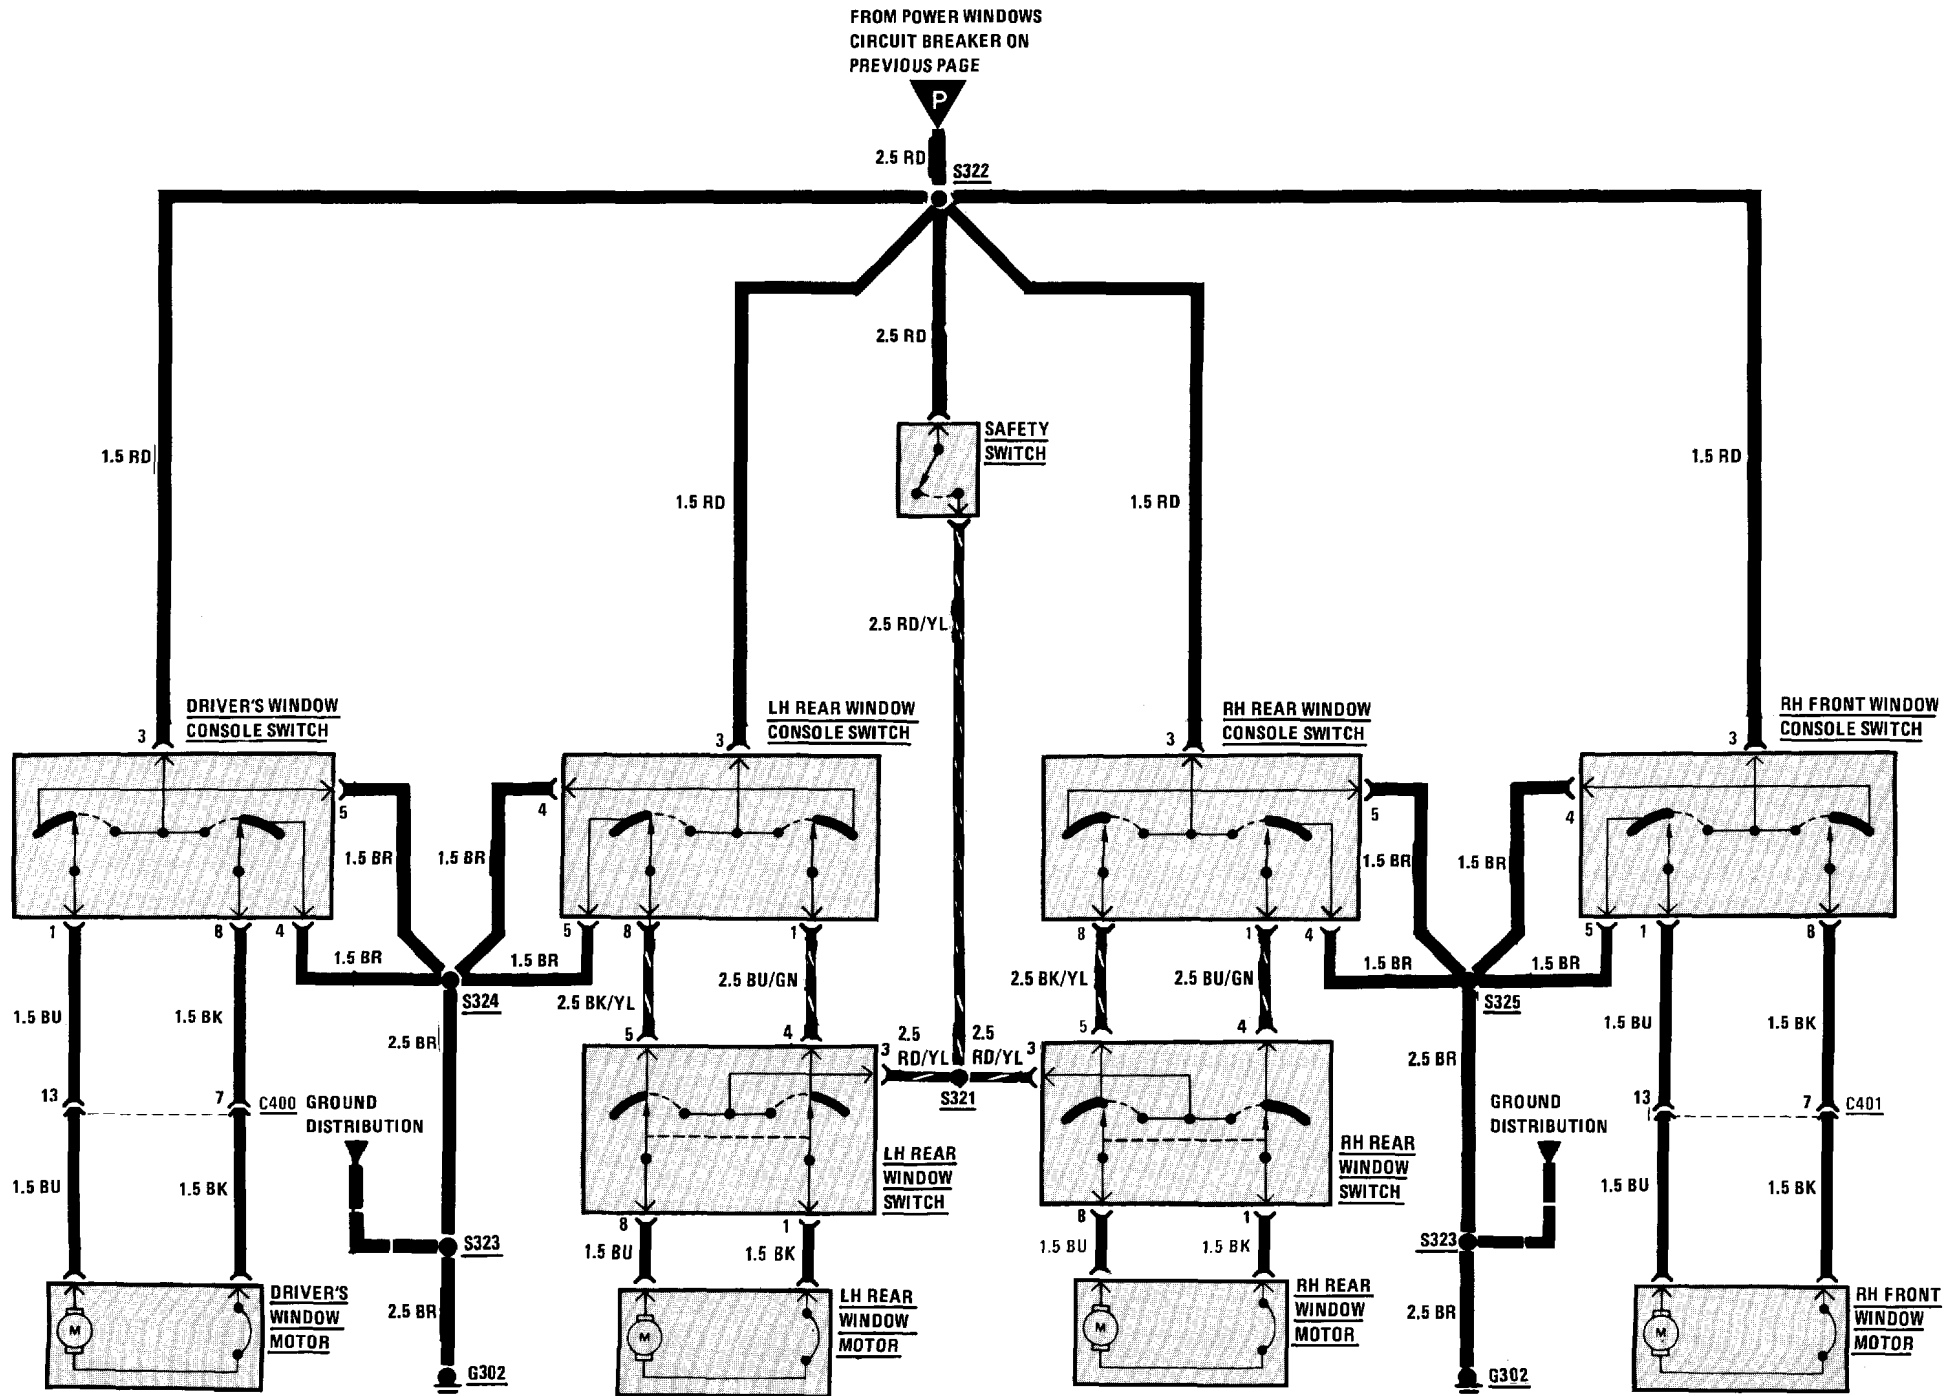 FROM POWER WINDOWS
CIRCUIT BREAKER ON
PREVIOUS PAGE
P
2.5 RD
S322
2.5 RD
SAFETY
SWITCH
1.5 RD
1.5 RD
1.5 RD
1.5 RD
2.5 RD/YL
DRIVER'S WINDOW
CONSOLE SWITCH
3
LH REAR WINDOW
CONSOLE SWITCH
3
RH REAR WINDOW
CONSOLE SWITCH
3
RH FRONT WINDOW
CONSOLE SWITCH
3
5
4
5
4
1.5 BR
1.5 BR
1.5 BR
1.5 BR
1
8
4
5
8
1
8
1
4
5
1
8
1.5 BR
1.5 BR
1.5 BR
1.5 BR
S324
S325
2.5 BK/YL
2.5 BU/GN
2.5 BK/YL
2.5 BU/GN
1.5 BU
1.5 BK
2.5 BR
1.5 BU
1.5 BK
2.5 BR
5
4
5
4
3
2.5
RD/YL
2.5
RD/YL
3
S321
13
7
C400
GROUND
DISTRIBUTION
GROUND
DISTRIBUTION
13
7
C401
LH REAR
WINDOW
SWITCH
RH REAR
WINDOW
SWITCH
1.5 BU
1.5 BK
1.5 BU
1.5 BK
8
1
8
1
S323
1.5 BU
1.5 BK
1.5 BU
1.5 BK
S323
DRIVER'S
WINDOW
MOTOR
M
2.5 BR
LH REAR
WINDOW
MOTOR
M
RH REAR
WINDOW
MOTOR
M
2.5 BR
RH FRONT
WINDOW
MOTOR
M
G302
G302